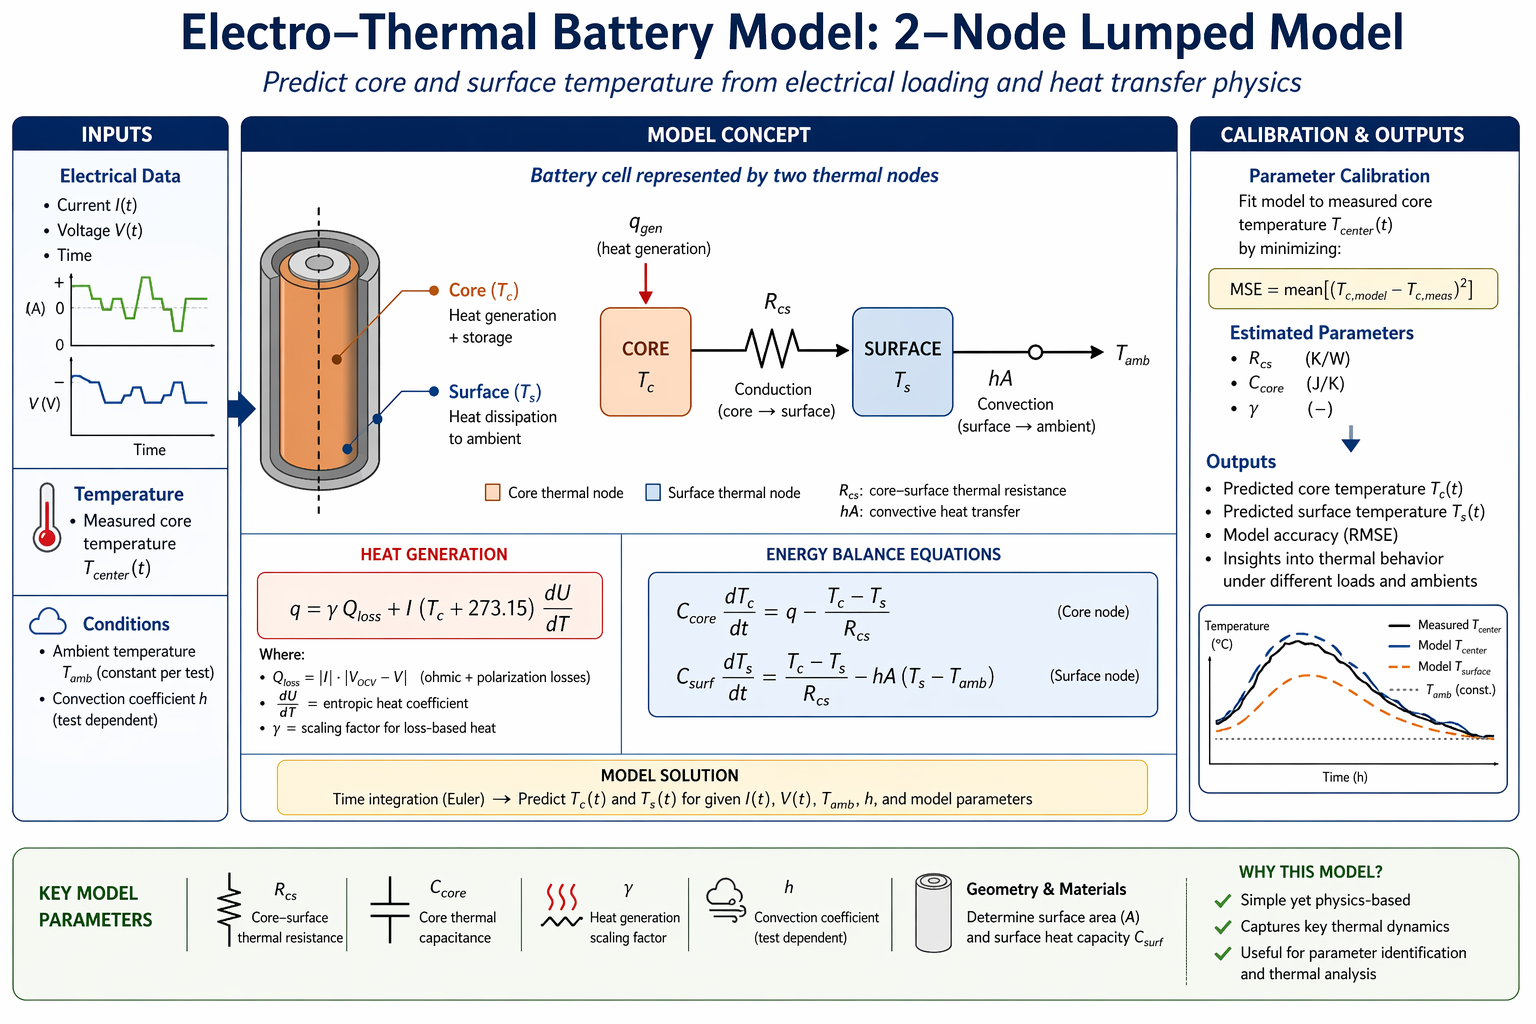 Electro–Thermal Battery Model: 2–Node Lumped Model
Predict core and surface temperature from electrical loading and heat transfer physics
INPUTS
Electrical Data
• Current I(t)
• Voltage V(t)
• Time
+
I(A) 0
0
–
V (V)
Time
Temperature
• Measured core
temperature
T_center(t)
Conditions
• Ambient temperature
T_amb (constant per test)
• Convection coefficient h
(test dependent)
MODEL CONCEPT
Battery cell represented by two thermal nodes
Core (T_c)
Heat generation
+ storage
Surface (T_s)
Heat dissipation
to ambient
q_gen
(heat generation)
CORE
T_c
R_cs
Conduction
(core → surface)
SURFACE
T_s
hA
Convection
(surface → ambient)
T_amb
Core thermal node
Surface thermal node
R_cs: core–surface thermal resistance
hA: convective heat transfer
HEAT GENERATION
q = γ Q_loss + I (T_c + 273.15) dU/dT
Where:
• Q_loss = |I| · |V_OCV − V| (ohmic + polarization losses)
• dU/dT = entropic heat coefficient
• γ = scaling factor for loss-based heat
ENERGY BALANCE EQUATIONS
C_core dT_c/dt = q − (T_c − T_s)/R_cs (Core node)
C_surf dT_s/dt = (T_c − T_s)/R_cs − hA (T_s − T_amb) (Surface node)
MODEL SOLUTION
Time integration (Euler) → Predict T_c(t) and T_s(t) for given I(t), V(t), T_amb, h, and model parameters
CALIBRATION & OUTPUTS
Parameter Calibration
Fit model to measured core
temperature T_center(t)
by minimizing:
MSE = mean[(T_c,model − T_c,meas)²]
Estimated Parameters
• R_cs (K/W)
• C_core (J/K)
• γ (−)
Outputs
• Predicted core temperature T_c(t)
• Predicted surface temperature T_s(t)
• Model accuracy (RMSE)
• Insights into thermal behavior
under different loads and ambients
Temperature
(°C)
Measured T_center
Model T_center
Model T_surface
T_amb (const.)
Time (h)
KEY MODEL
PARAMETERS
R_cs
Core–surface
thermal resistance
C_core
Core thermal
capacitance
γ
Heat generation
scaling factor
h
Convection coefficient
(test dependent)
Geometry & Materials
Determine surface area (A)
and surface heat capacity C_surf
WHY THIS MODEL?
Simple yet physics-based
Captures key thermal dynamics
Useful for parameter identification
and thermal analysis